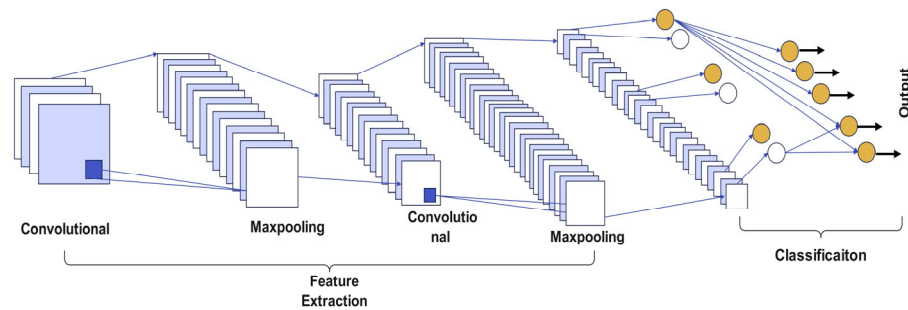 Convolutional
Maxpooling
Convolutio
nal
Maxpooling
Feature
Extraction
Classificaiton
Output